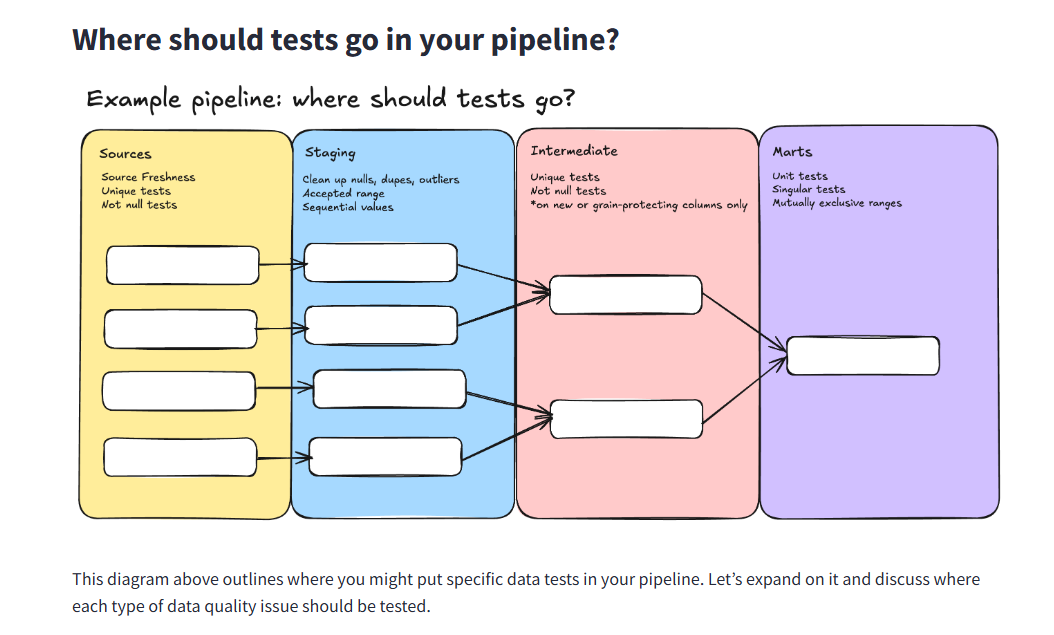 Where should tests go in your pipeline?
Example pipeline: where should tests go?
Sources
Source Freshness
Unique tests
Not null tests
Staging
Clean up nulls, dupes, outliers
Accepted range
Sequential values
Intermediate
Unique tests
Not null tests
*on new or grain-protecting columns only
Marts
Unit tests
Singular tests
Mutually exclusive ranges
This diagram above outlines where you might put specific data tests in your pipeline. Let’s expand on it and discuss where
each type of data quality issue should be tested.